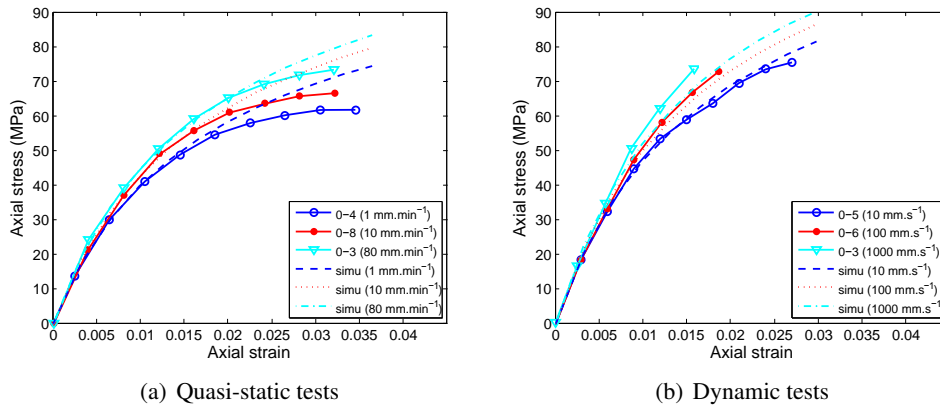 90
80
70
60
50
40
30
20
10
0
Axial stress (MPa)
0 0.005 0.01 0.015 0.02 0.025 0.03 0.035 0.04
Axial strain
0−4 (1 mm.min⁻¹)
0−8 (10 mm.min⁻¹)
0−3 (80 mm.min⁻¹)
simu (1 mm.min⁻¹)
simu (10 mm.min⁻¹)
simu (80 mm.min⁻¹)
(a) Quasi-static tests
90
80
70
60
50
40
30
20
10
0
Axial stress (MPa)
0 0.005 0.01 0.015 0.02 0.025 0.03 0.035 0.04
Axial strain
0−5 (10 mm.s⁻¹)
0−6 (100 mm.s⁻¹)
0−3 (1000 mm.s⁻¹)
simu (10 mm.s⁻¹)
simu (100 mm.s⁻¹)
simu (1000 mm.s⁻¹)
(b) Dynamic tests